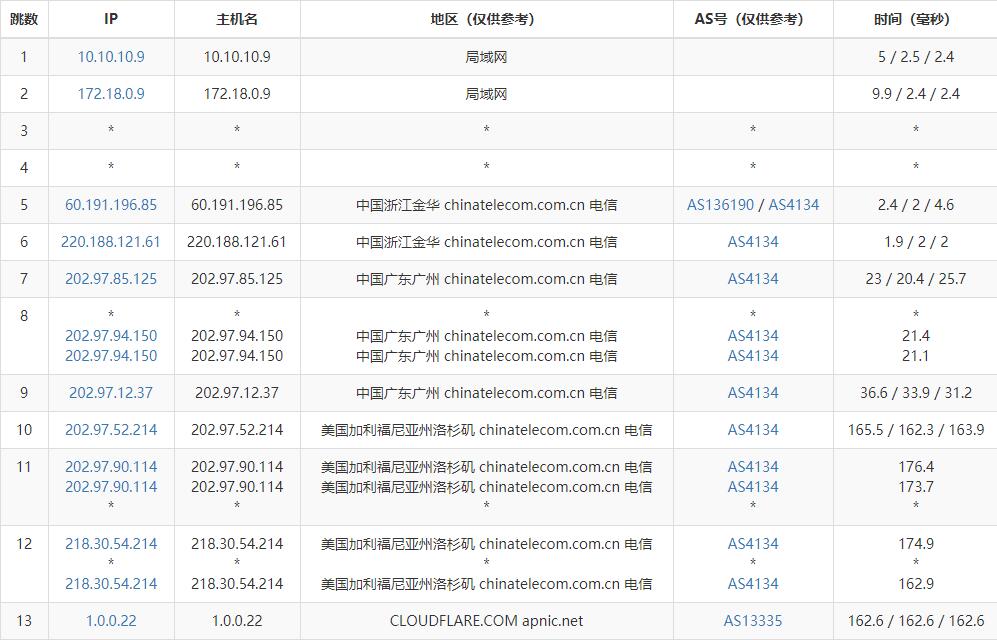 跳数 IP 主机名 地区（仅供参考） AS号（仅供参考） 时间（毫秒）
1 10.10.10.9 10.10.10.9 局域网 5 / 2.5 / 2.4
2 172.18.0.9 172.18.0.9 局域网 9.9 / 2.4 / 2.4
3 * * * * *
4 * * * * *
5 60.191.196.85 60.191.196.85 中国浙江金华 chinatelecom.com.cn 电信 AS136190 / AS4134 2.4 / 2 / 4.6
6 220.188.121.61 220.188.121.61 中国浙江金华 chinatelecom.com.cn 电信 AS4134 1.9 / 2 / 2
7 202.97.85.125 202.97.85.125 中国广东广州 chinatelecom.com.cn 电信 AS4134 23 / 20.4 / 25.7
8 * * * * *
202.97.94.150 202.97.94.150 中国广东广州 chinatelecom.com.cn 电信 AS4134 21.4
202.97.94.150 202.97.94.150 中国广东广州 chinatelecom.com.cn 电信 AS4134 21.1
9 202.97.12.37 202.97.12.37 中国广东广州 chinatelecom.com.cn 电信 AS4134 36.6 / 33.9 / 31.2
10 202.97.52.214 202.97.52.214 美国加利福尼亚州洛杉矶 chinatelecom.com.cn 电信 AS4134 165.5 / 162.3 / 163.9
11 202.97.90.114 202.97.90.114 美国加利福尼亚州洛杉矶 chinatelecom.com.cn 电信 AS4134 176.4
202.97.90.114 202.97.90.114 美国加利福尼亚州洛杉矶 chinatelecom.com.cn 电信 AS4134 173.7
* * * * *
12 218.30.54.214 218.30.54.214 美国加利福尼亚州洛杉矶 chinatelecom.com.cn 电信 AS4134 174.9
* * * * *
218.30.54.214 218.30.54.214 美国加利福尼亚州洛杉矶 chinatelecom.com.cn 电信 AS4134 162.9
13 1.0.0.22 1.0.0.22 CLOUDFLARE.COM apnic.net AS13335 162.6 / 162.6 / 162.6